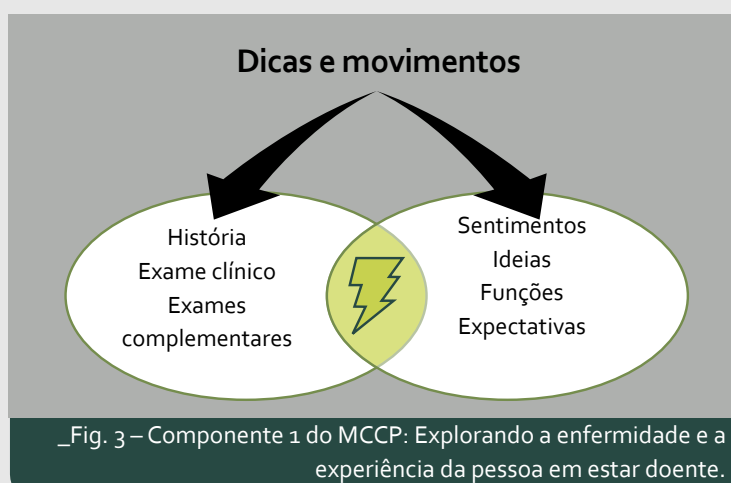 Dicas e movimentos
História
Exame clínico
Exames
complementares
Sentimentos
Ideias
Funções
Expectativas
_Fig. 3 – Componente 1 do MCCP: Explorando a enfermidade e a
experiência da pessoa em estar doente.